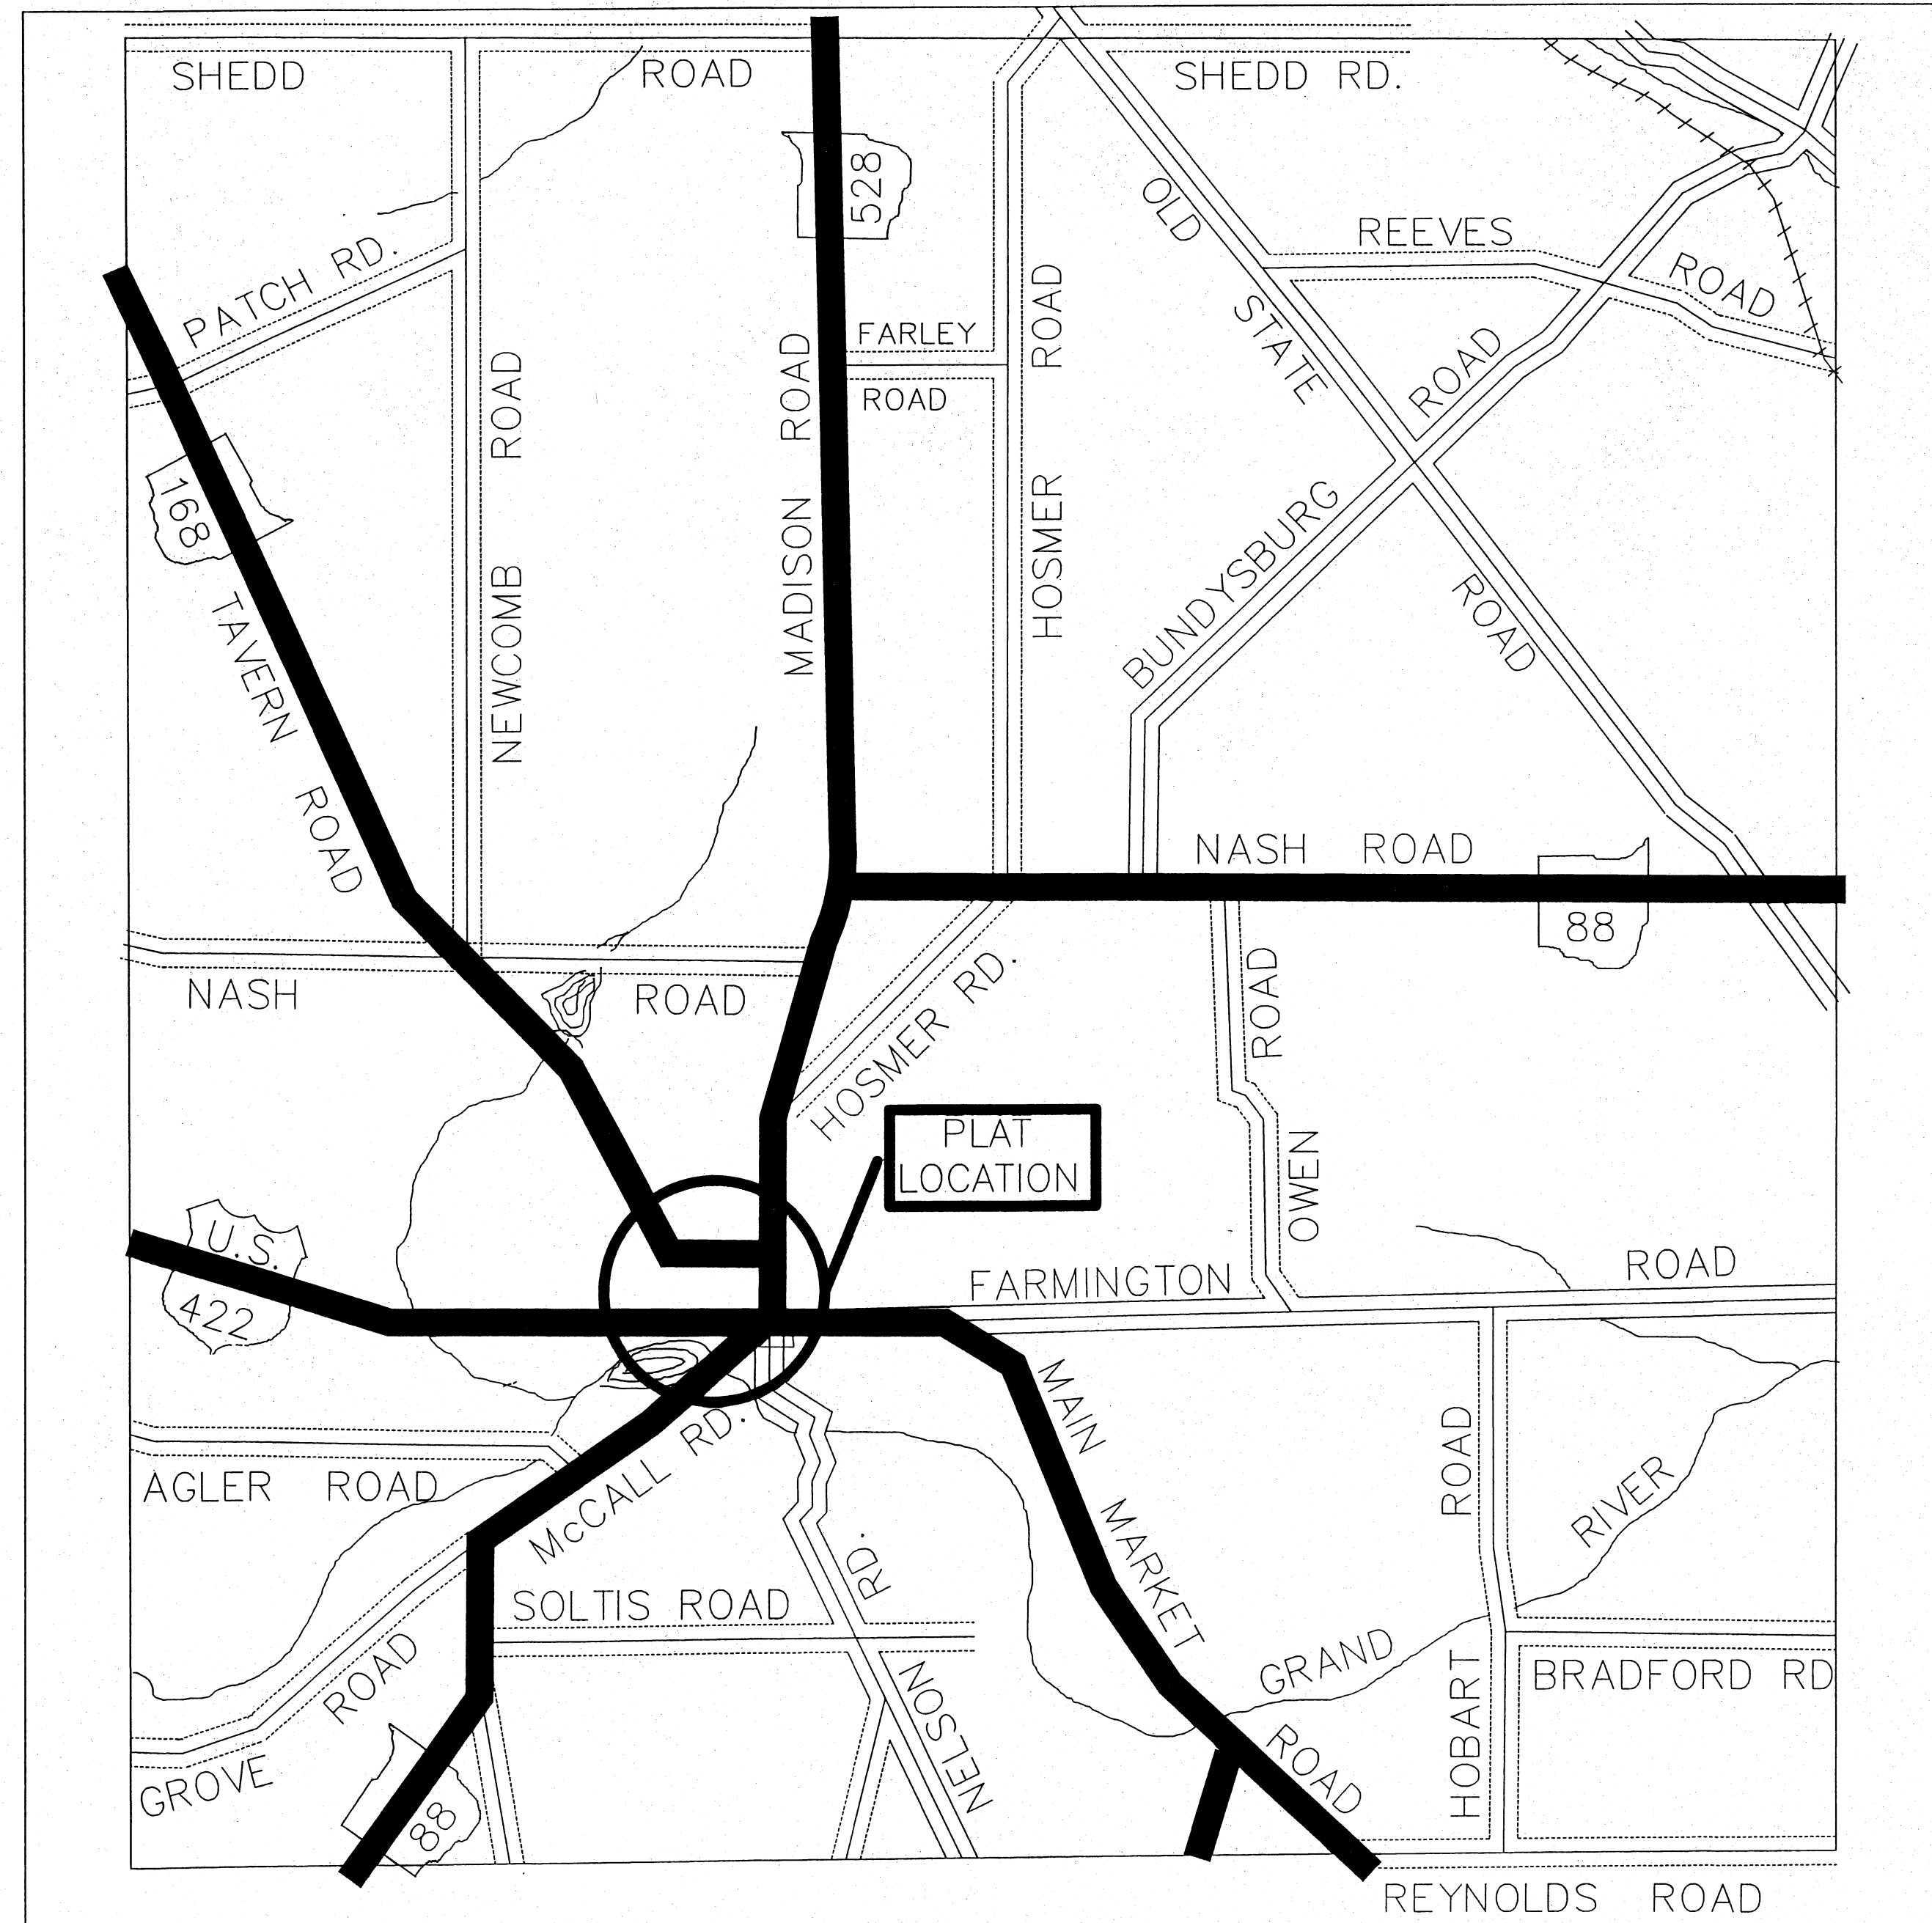 SHEDD ROAD
SHEDD RD.
528
PATCH RD.
REEVES
ROAD
OLD
STATE
ROAD
FARLEY
ROAD
MADISON ROAD
HOSMER ROAD
NEWCOMB ROAD
168
TAVERN ROAD
BUNDYSBURG
ROAD
NASH ROAD
88
NASH ROAD
HOSMER RD.
OWEN ROAD
PLAT
LOCATION
U.S.
422
FARMINGTON ROAD
MAIN
MARKET
ROAD
McCALL RD.
AGLER ROAD
RIVER
GRAND
HOBART ROAD
SOLTIS ROAD
NELSON RD.
BRADFORD RD
GROVE
ROAD
88
REYNOLDS ROAD